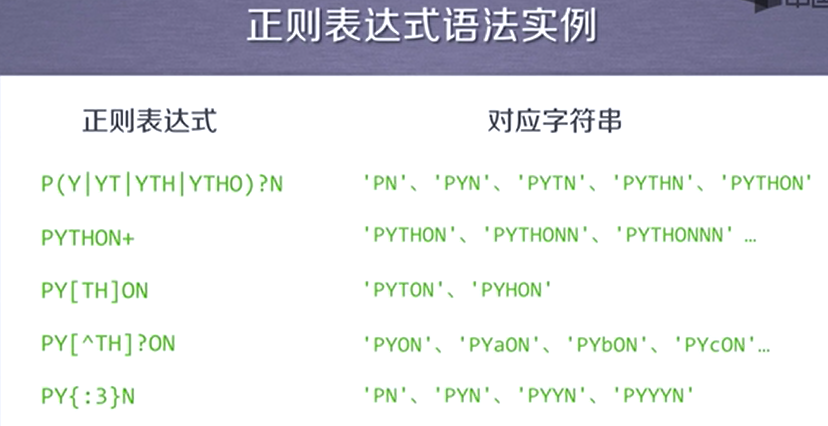 正则表达式语法实例
正则表达式 对应字符串
P(Y|YT|YTH|YTHO)?N 'PN'、'PYN'、'PYTN'、'PYTHN'、'PYTHON'
PYTHON+ 'PYTHON'、'PYTHONN'、'PYTHONNN' …
PY[TH]ON 'PYTON'、'PYHON'
PY[^TH]?ON 'PYON'、'PYaON'、'PYbON'、'PYcON'…
PY{:3}N 'PN'、'PYN'、'PYYN'、'PYYYN'